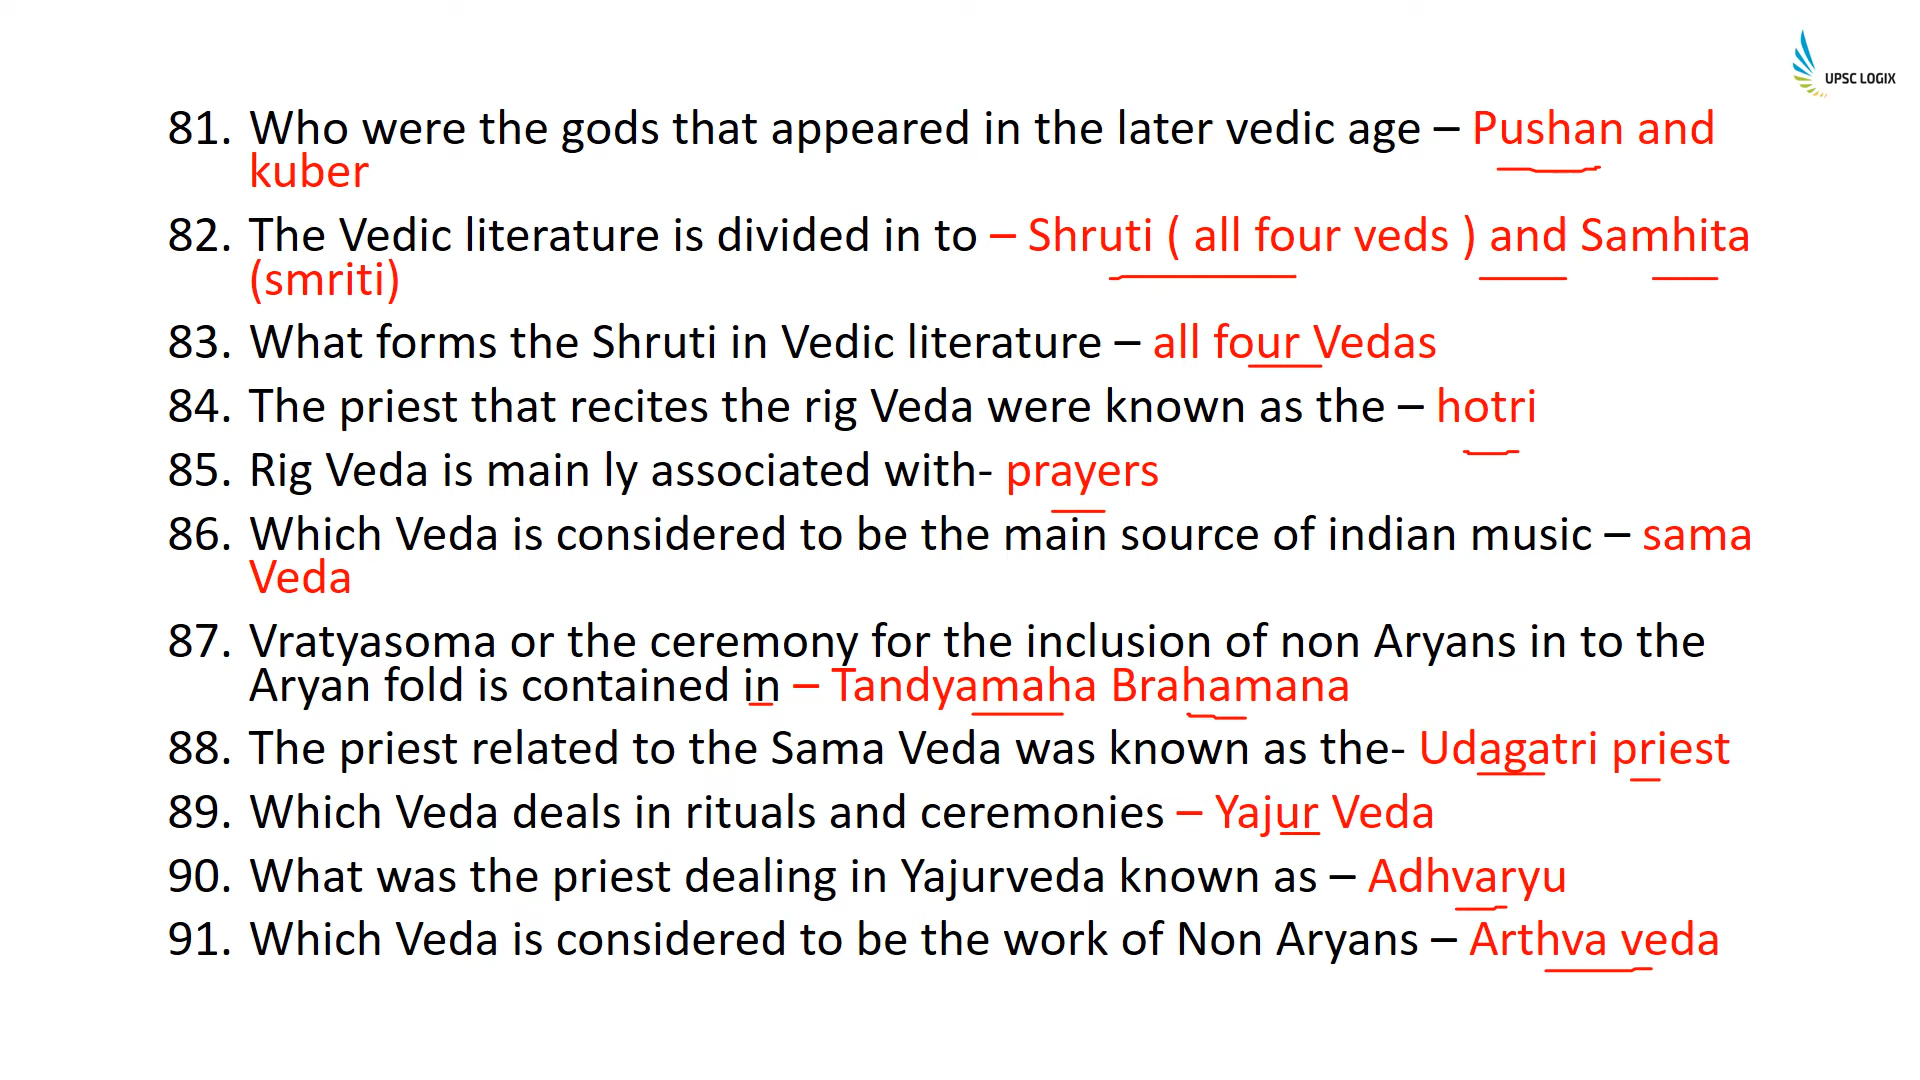 UPSC LOGIX
81. Who were the gods that appeared in the later vedic age – Pushan and
kuber
82. The Vedic literature is divided in to – Shruti ( all four veds ) and Samhita
(smriti)
83. What forms the Shruti in Vedic literature – all four Vedas
84. The priest that recites the rig Veda were known as the – hotri
85. Rig Veda is main ly associated with- prayers
86. Which Veda is considered to be the main source of indian music – sama
Veda
87. Vratyasoma or the ceremony for the inclusion of non Aryans in to the
Aryan fold is contained in – Tandyamaha Brahamana
88. The priest related to the Sama Veda was known as the- Udagatri priest
89. Which Veda deals in rituals and ceremonies – Yajur Veda
90. What was the priest dealing in Yajurveda known as – Adhvaryu
91. Which Veda is considered to be the work of Non Aryans – Arthva veda